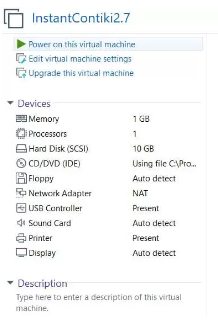 InstantContiki2.7
Power on this virtual machine
Edit virtual machine settings
Upgrade this virtual machine
Devices
Memory 1 GB
Processors 1
Hard Disk (SCSI) 10 GB
CD/DVD (IDE) Using file C:\Pro...
Floppy Auto detect
Network Adapter NAT
USB Controller Present
Sound Card Auto detect
Printer Present
Display Auto detect
Description
Type here to enter a description of this virtual
machine.